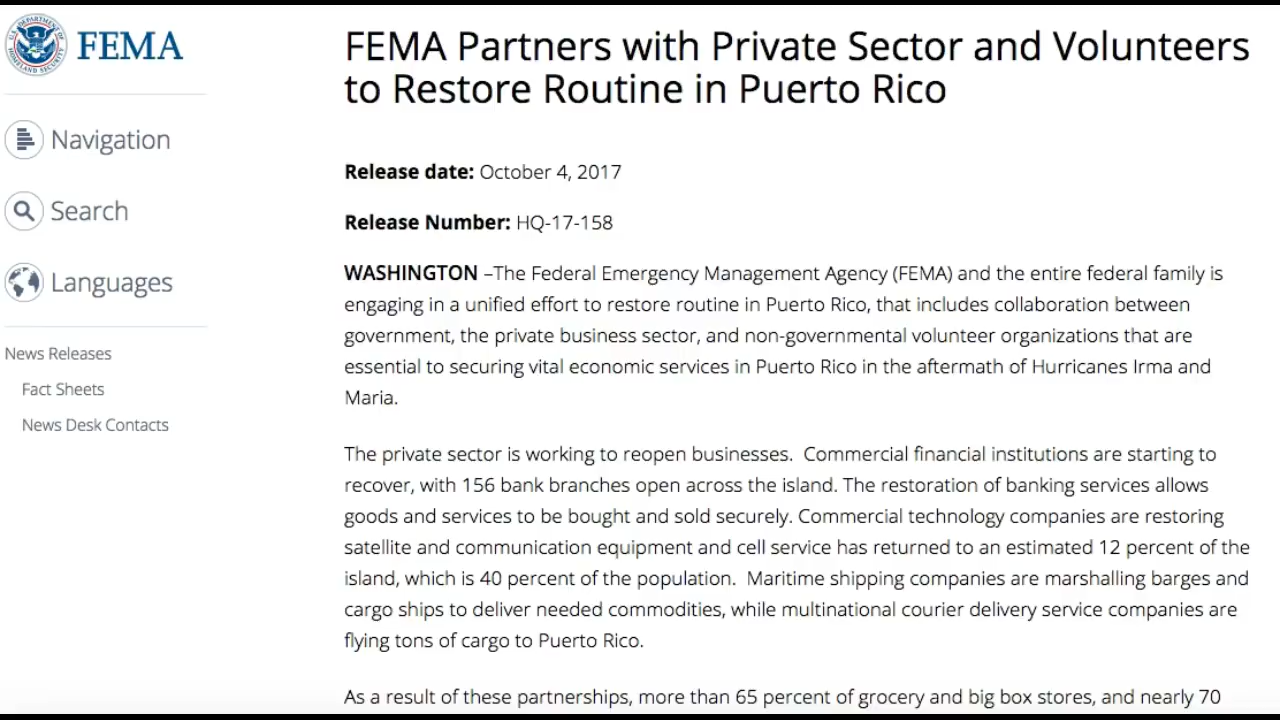 FEMA
Navigation
Search
Languages
News Releases
Fact Sheets
News Desk Contacts
FEMA Partners with Private Sector and Volunteers
to Restore Routine in Puerto Rico
Release date: October 4, 2017
Release Number: HQ-17-158
WASHINGTON –The Federal Emergency Management Agency (FEMA) and the entire federal family is
engaging in a unified effort to restore routine in Puerto Rico, that includes collaboration between
government, the private business sector, and non-governmental volunteer organizations that are
essential to securing vital economic services in Puerto Rico in the aftermath of Hurricanes Irma and
Maria.
The private sector is working to reopen businesses.  Commercial financial institutions are starting to
recover, with 156 bank branches open across the island. The restoration of banking services allows
goods and services to be bought and sold securely. Commercial technology companies are restoring
satellite and communication equipment and cell service has returned to an estimated 12 percent of the
island, which is 40 percent of the population.  Maritime shipping companies are marshalling barges and
cargo ships to deliver needed commodities, while multinational courier delivery service companies are
flying tons of cargo to Puerto Rico.
As a result of these partnerships, more than 65 percent of grocery and big box stores, and nearly 70